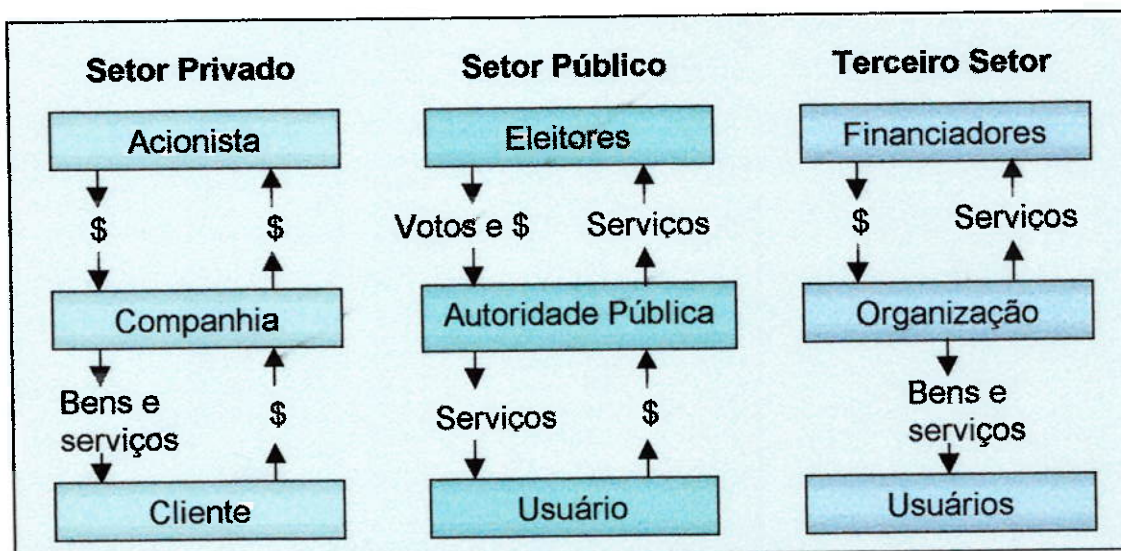 Setor Privado
Setor Público
Terceiro Setor
Acionista
Eleitores
Financiadores
$
$
Votos e $
Serviços
$
Serviços
Companhia
Autoridade Pública
Organização
Bens e
serviços
$
Serviços
$
Bens e
serviços
Cliente
Usuário
Usuários